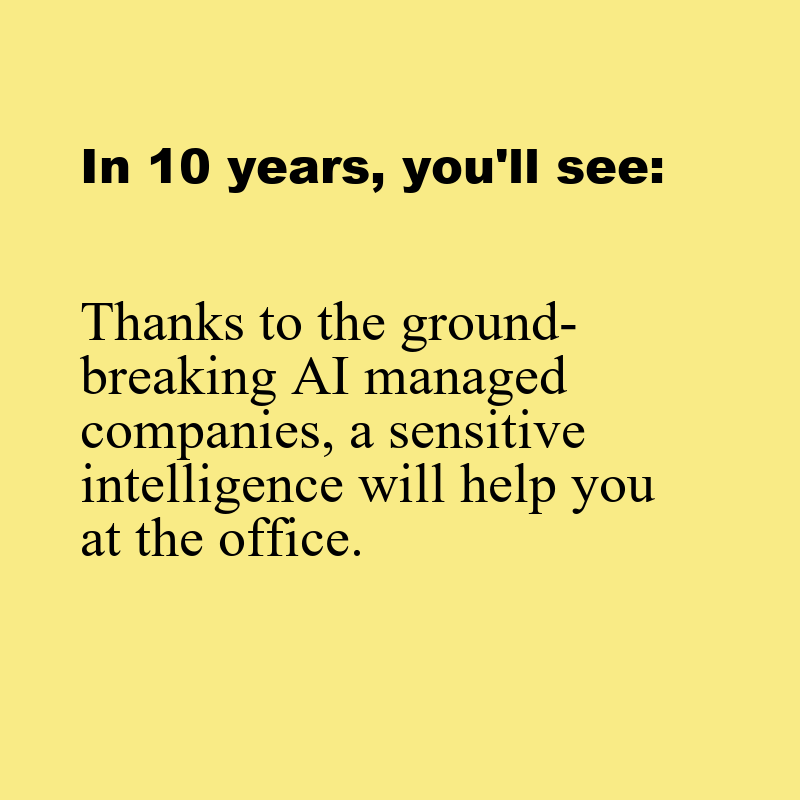 In 10 years, you'll see:
Thanks to the ground-
breaking AI managed
companies, a sensitive
intelligence will help you
at the office.